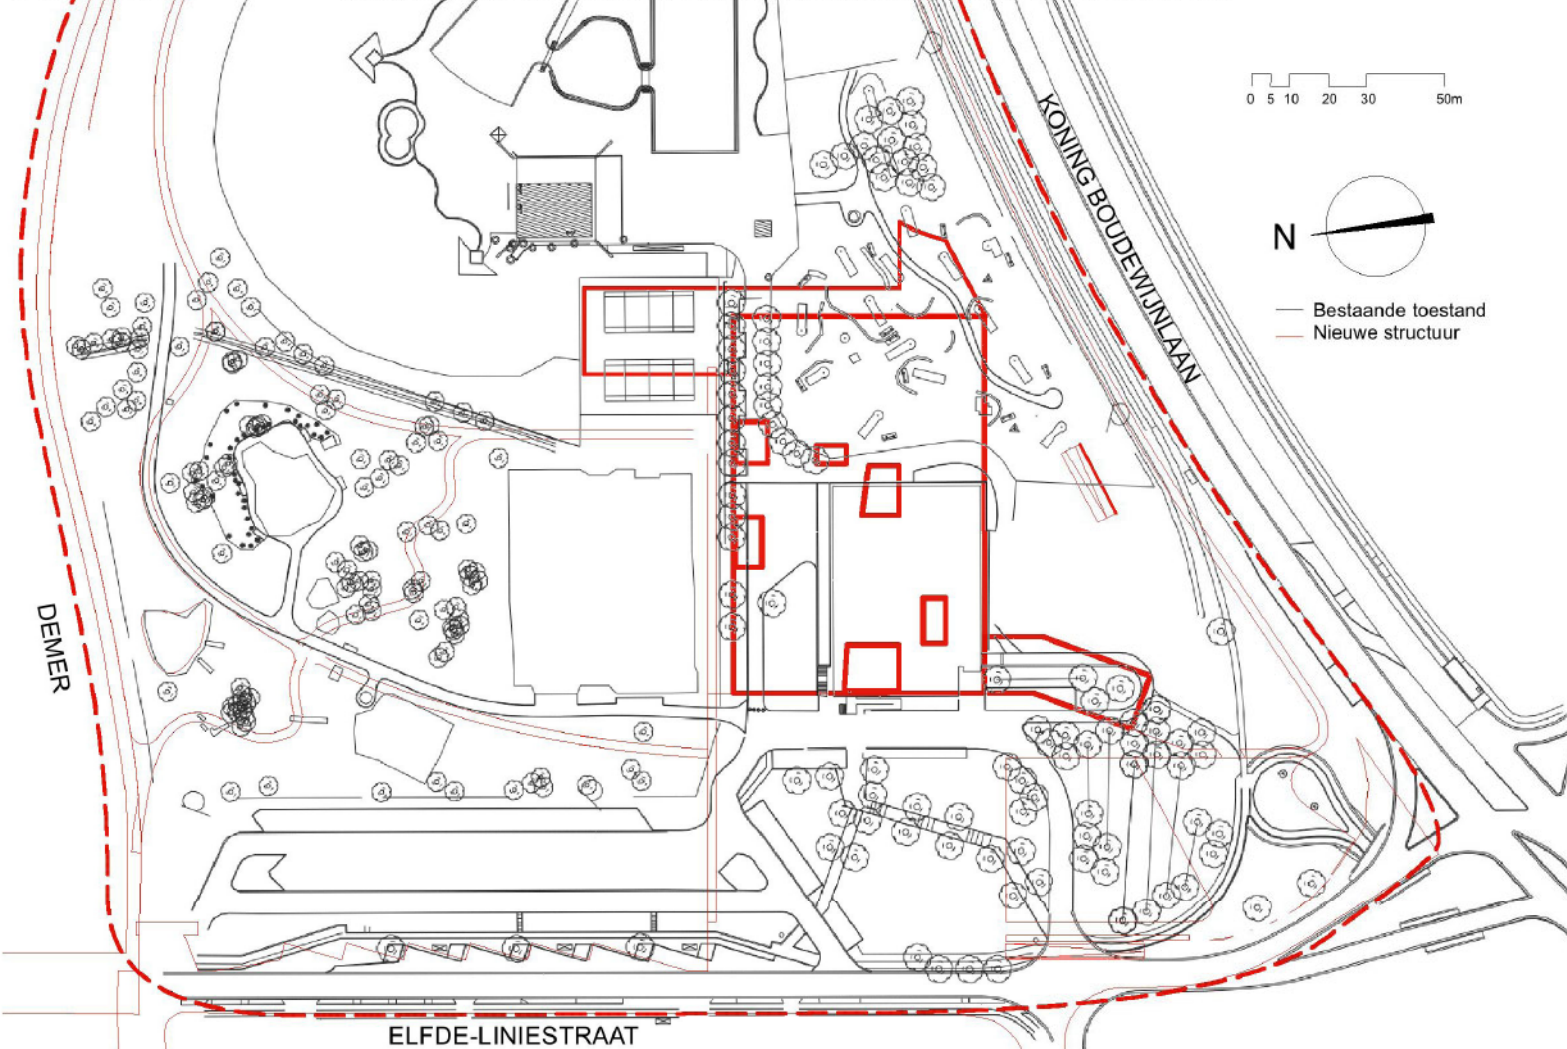 KONING BOUDEWIJNLAAN
0 5 10 20 30 50m
N
Bestaande toestand
Nieuwe structuur
DEMER
ELFDE-LINIESTRAAT